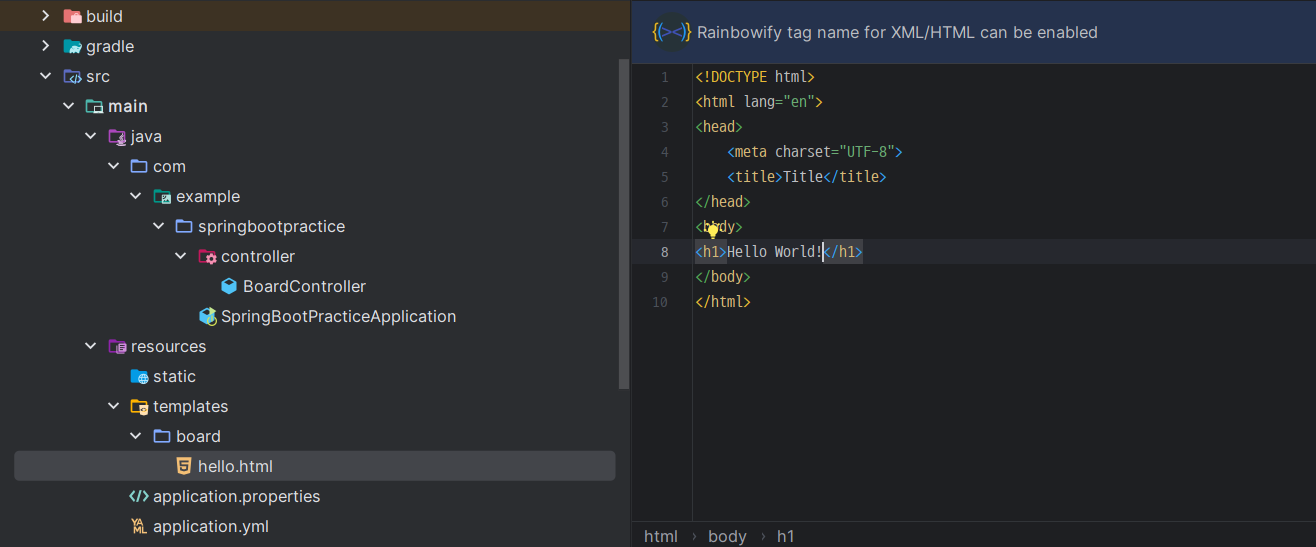 build
gradle
src
main
java
com
example
springbootpractice
controller
BoardController
SpringBootPracticeApplication
resources
static
templates
board
hello.html
application.properties
application.yml
Rainbowify tag name for XML/HTML can be enabled
1 <!DOCTYPE html>
2 <html lang="en">
3 <head>
4 <meta charset="UTF-8">
5 <title>Title</title>
6 </head>
7 <body>
8 <h1>Hello World!</h1>
9 </body>
10 </html>
html › body › h1